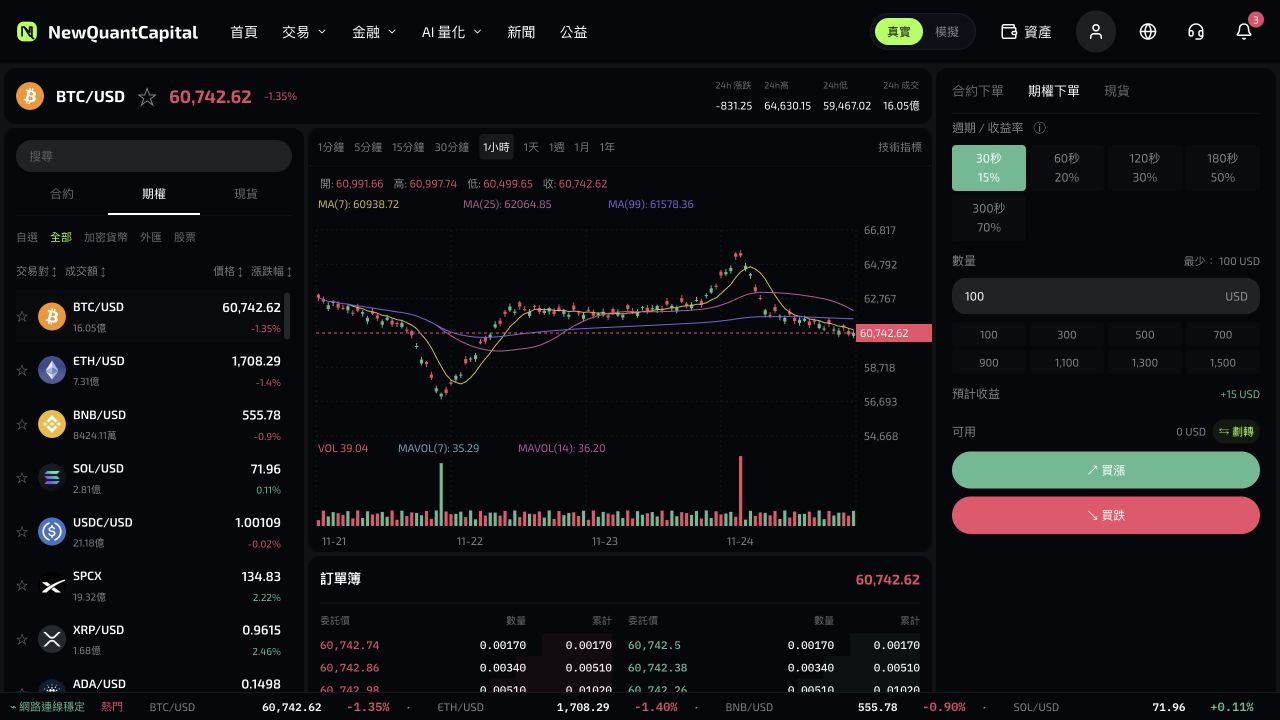 NewQuantCapital 首頁 交易 金融 AI 量化 新聞 公益 真實 模擬 資產 3
BTC/USD 60,742.62 -1.35%
24h 漲跌 24h高 24h低 24h 成交
-831.25 64,630.15 59,467.02 16.05億
搜尋
合約 期權 現貨
自選 全部 加密貨幣 外匯 股票
交易對 成交額 價格 漲跌幅
BTC/USD 60,742.62
16.05億 -1.35%
ETH/USD 1,708.29
7.31億 -1.4%
BNB/USD 555.78
8424.11萬 -0.9%
SOL/USD 71.96
2.81億 0.11%
USDC/USD 1.00109
21.18億 -0.02%
SPCX 134.83
19.32億 2.22%
XRP/USD 0.9615
1.68億 2.46%
ADA/USD 0.1498
1分鐘 5分鐘 15分鐘 30分鐘 1小時 1天 1週 1月 1年 技術指標
開: 60,991.66 高: 60,997.74 低: 60,499.65 收: 60,742.62
MA(7): 60938.72 MA(25): 62064.85 MA(99): 61578.36
66,817
64,792
62,767
60,742.62
58,718
56,693
54,668
VOL 39.04 MAVOL(7): 35.29 MAVOL(14): 36.20
11-21 11-22 11-23 11-24
訂單簿 60,742.62
委託價 數量 累計 委託價 數量 累計
60,742.74 0.00170 0.00170 60,742.5 0.00170 0.00170
60,742.86 0.00340 0.00510 60,742.38 0.00340 0.00510
60,742.98 0.00510 0.01020 60,742.26 0.00510 0.01020
合約下單 期權下單 現貨
週期 / 收益率
30秒 60秒 120秒 180秒
15% 20% 30% 50%
300秒
70%
數量 最少： 100 USD
100 USD
100 300 500 700
900 1,100 1,300 1,500
預計收益 +15 USD
可用 0 USD 劃轉
買漲
買跌
網路連線穩定 熱門 BTC/USD 60,742.62 -1.35% · ETH/USD 1,708.29 -1.40% · BNB/USD 555.78 -0.90% · SOL/USD 71.96 +0.11%